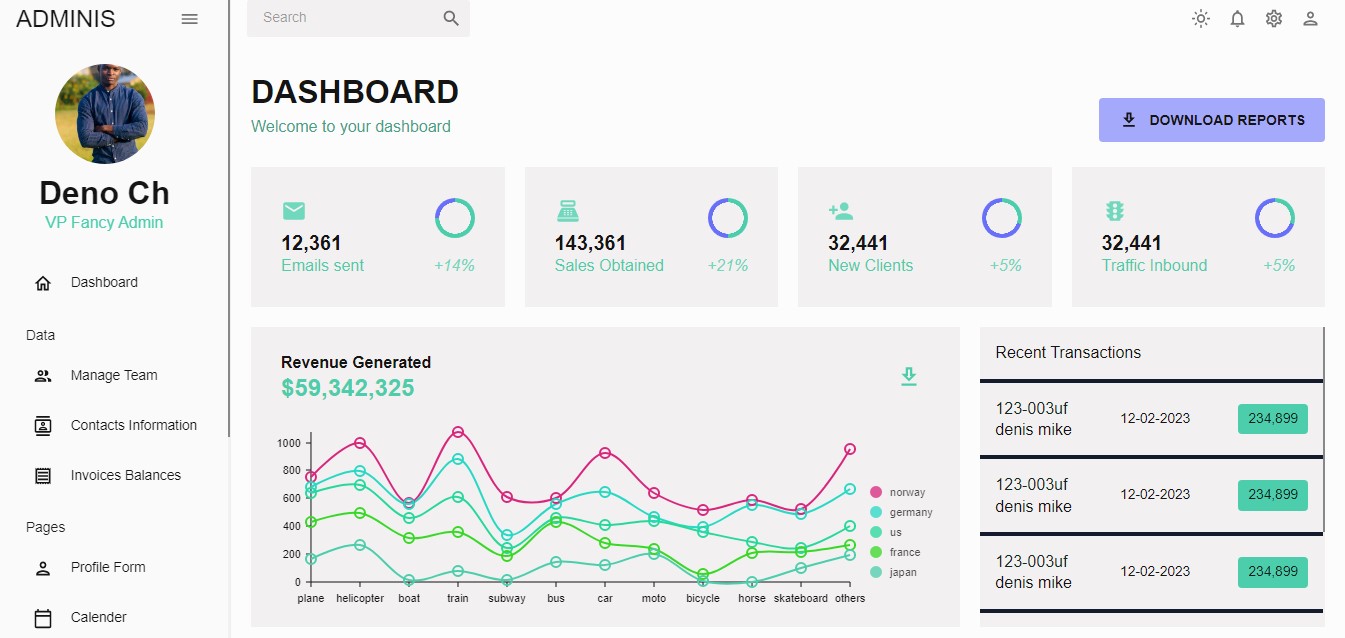 ADMINIS
Deno Ch
VP Fancy Admin
Dashboard
Data
Manage Team
Contacts Information
Invoices Balances
Pages
Profile Form
Calender
Search
DASHBOARD
Welcome to your dashboard
DOWNLOAD REPORTS
12,361
Emails sent
+14%
143,361
Sales Obtained
+21%
32,441
New Clients
+5%
32,441
Traffic Inbound
+5%
Revenue Generated
$59,342,325
1000
800
600
400
200
0
plane helicopter boat train subway bus car moto bicycle horse skateboard others
norway
germany
us
france
japan
Recent Transactions
123-003uf
denis mike
12-02-2023
234,899
123-003uf
denis mike
12-02-2023
234,899
123-003uf
denis mike
12-02-2023
234,899